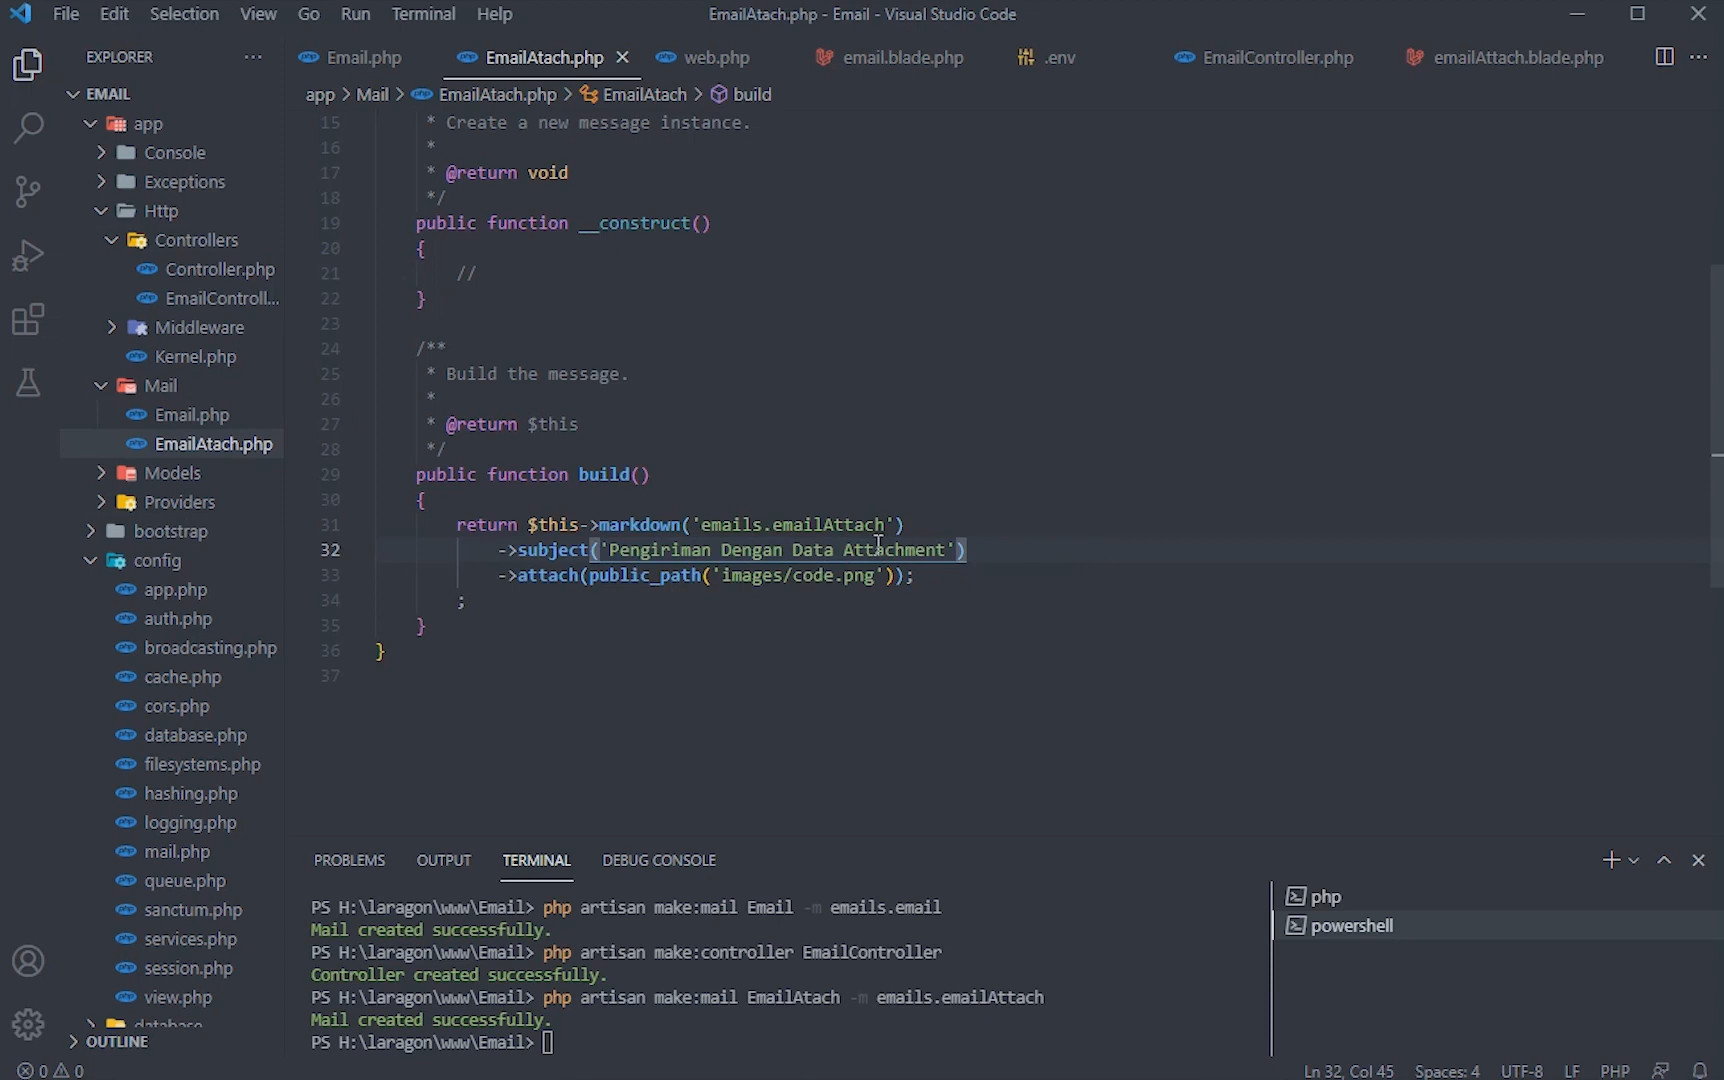 File Edit Selection View Go Run Terminal Help
EmailAtach.php - Email - Visual Studio Code
EXPLORER ···
Email.php
EmailAtach.php
web.php
email.blade.php
.env
EmailController.php
emailAttach.blade.php
app > Mail > EmailAtach.php > EmailAtach > build
EMAIL
app
Console
Exceptions
Http
Controllers
Controller.php
EmailControll...
Middleware
Kernel.php
Mail
Email.php
EmailAtach.php
Models
Providers
bootstrap
config
app.php
auth.php
broadcasting.php
cache.php
cors.php
database.php
filesystems.php
hashing.php
logging.php
mail.php
queue.php
sanctum.php
services.php
session.php
view.php
database
OUTLINE
15 * Create a new message instance.
16 *
17 * @return void
18 */
19 public function __construct()
20 {
21 //
22 }
23
24 /**
25 * Build the message.
26 *
27 * @return $this
28 */
29 public function build()
30 {
31 return $this->markdown('emails.emailAttach')
32 ->subject('Pengiriman Dengan Data Attachment')
33 ->attach(public_path('images/code.png'));
34 ;
35 }
36 }
37
PROBLEMS OUTPUT TERMINAL DEBUG CONSOLE
PS H:\laragon\www\Email> php artisan make:mail Email -m emails.email
Mail created successfully.
PS H:\laragon\www\Email> php artisan make:controller EmailController
Controller created successfully.
PS H:\laragon\www\Email> php artisan make:mail EmailAtach -m emails.emailAttach
Mail created successfully.
PS H:\laragon\www\Email>
php
powershell
0 0
Ln 32, Col 45 Spaces: 4 UTF-8 LF PHP